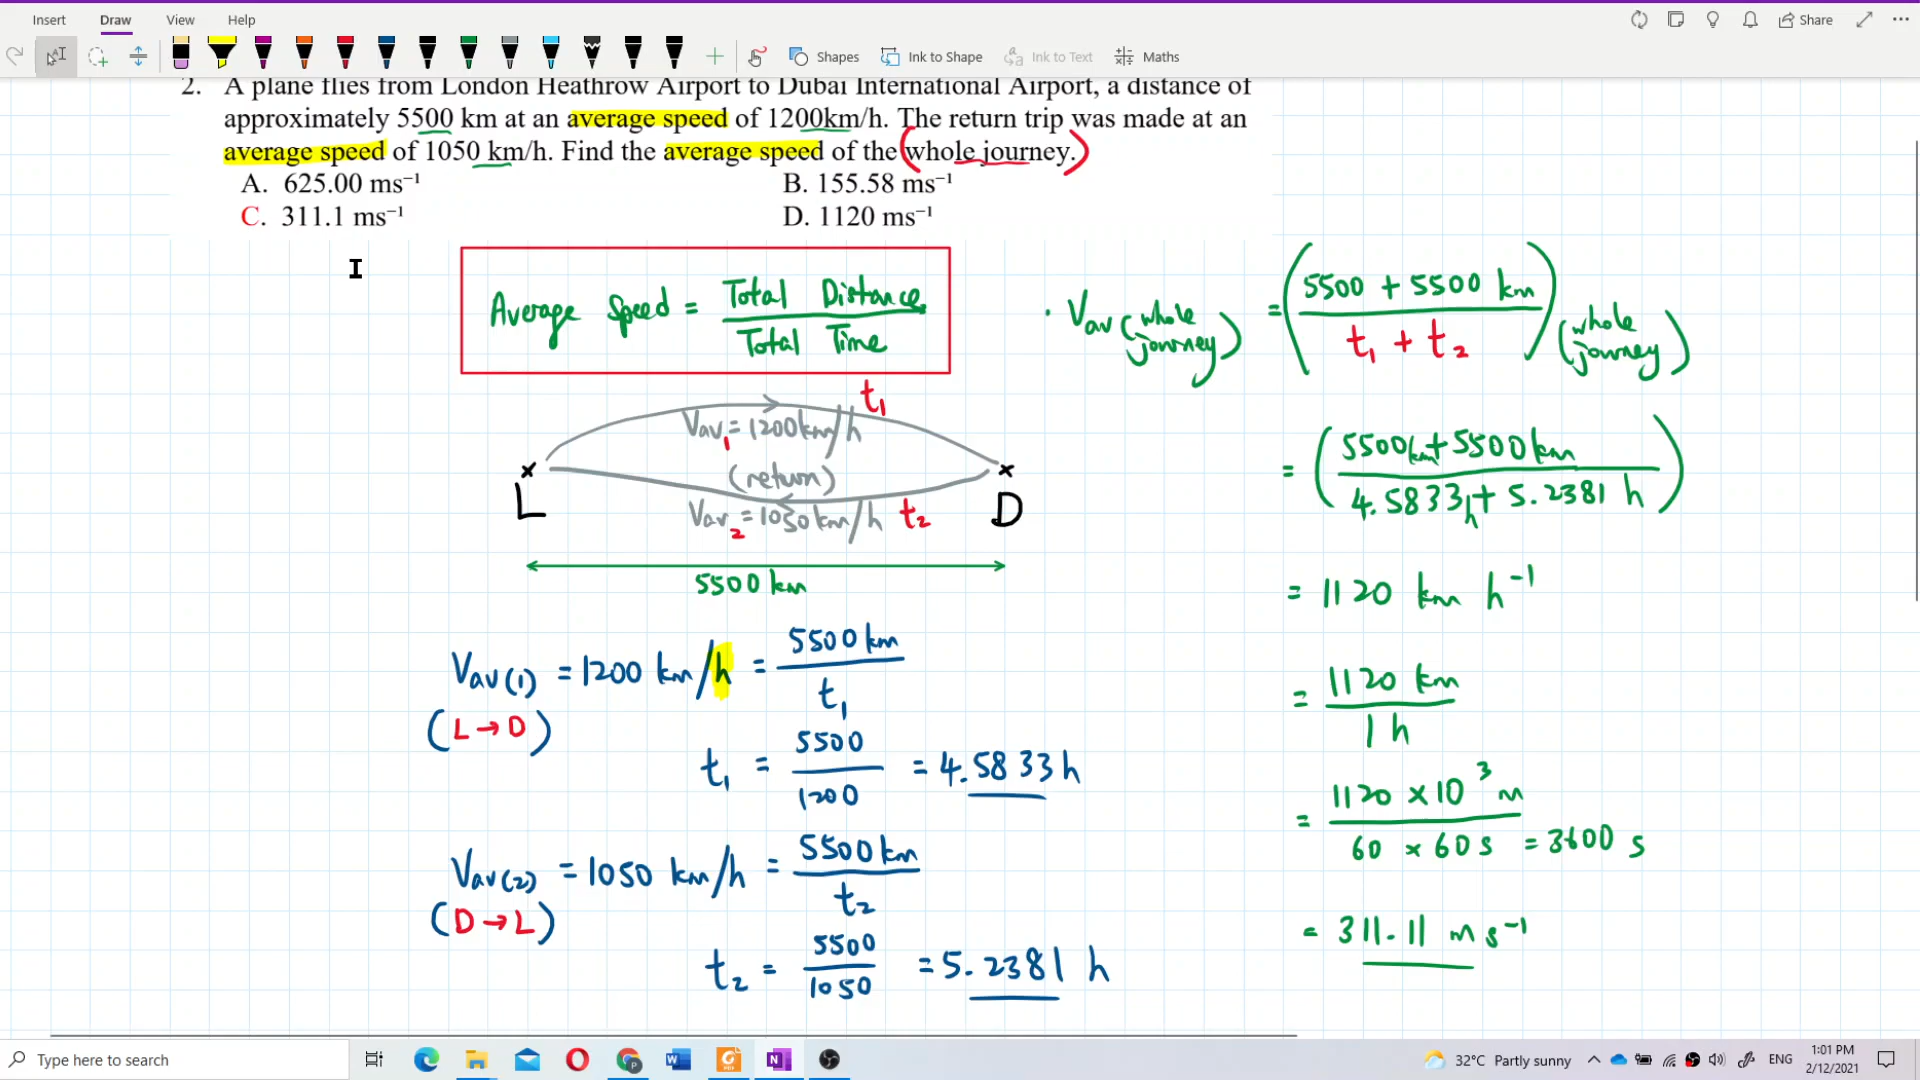 Insert Draw View Help
Share
Shapes Ink to Shape Ink to Text Maths
2. A plane flies from London Heathrow Airport to Dubai International Airport, a distance of
approximately 5500 km at an average speed of 1200km/h. The return trip was made at an
average speed of 1050 km/h. Find the average speed of the (whole journey.)
A. 625.00 ms⁻¹ B. 155.58 ms⁻¹
C. 311.1 ms⁻¹ D. 1120 ms⁻¹
Average Speed = Total Distance / Total Time
t₁
Vav₁ = 1200km/h
(return)
Vav₂ = 1050km/h t₂
L D
5500 km
Vav(1) = 1200 km/h = 5500 km / t₁
(L → D)
t₁ = 5500 / 1200 = 4.5833 h
Vav(2) = 1050 km/h = 5500 km / t₂
(D → L)
t₂ = 5500 / 1050 = 5.2381 h
Vav (whole journey) = (5500 + 5500 km / t₁ + t₂) (whole journey)
= (5500km + 5500 km / 4.5833h + 5.2381 h)
= 1120 km h⁻¹
= 1120 km / 1 h
= 1120 × 10³ m / 60 × 60 s = 3600 s
= 311.11 m s⁻¹
Type here to search
32°C Partly sunny
ENG
1:01 PM
2/12/2021